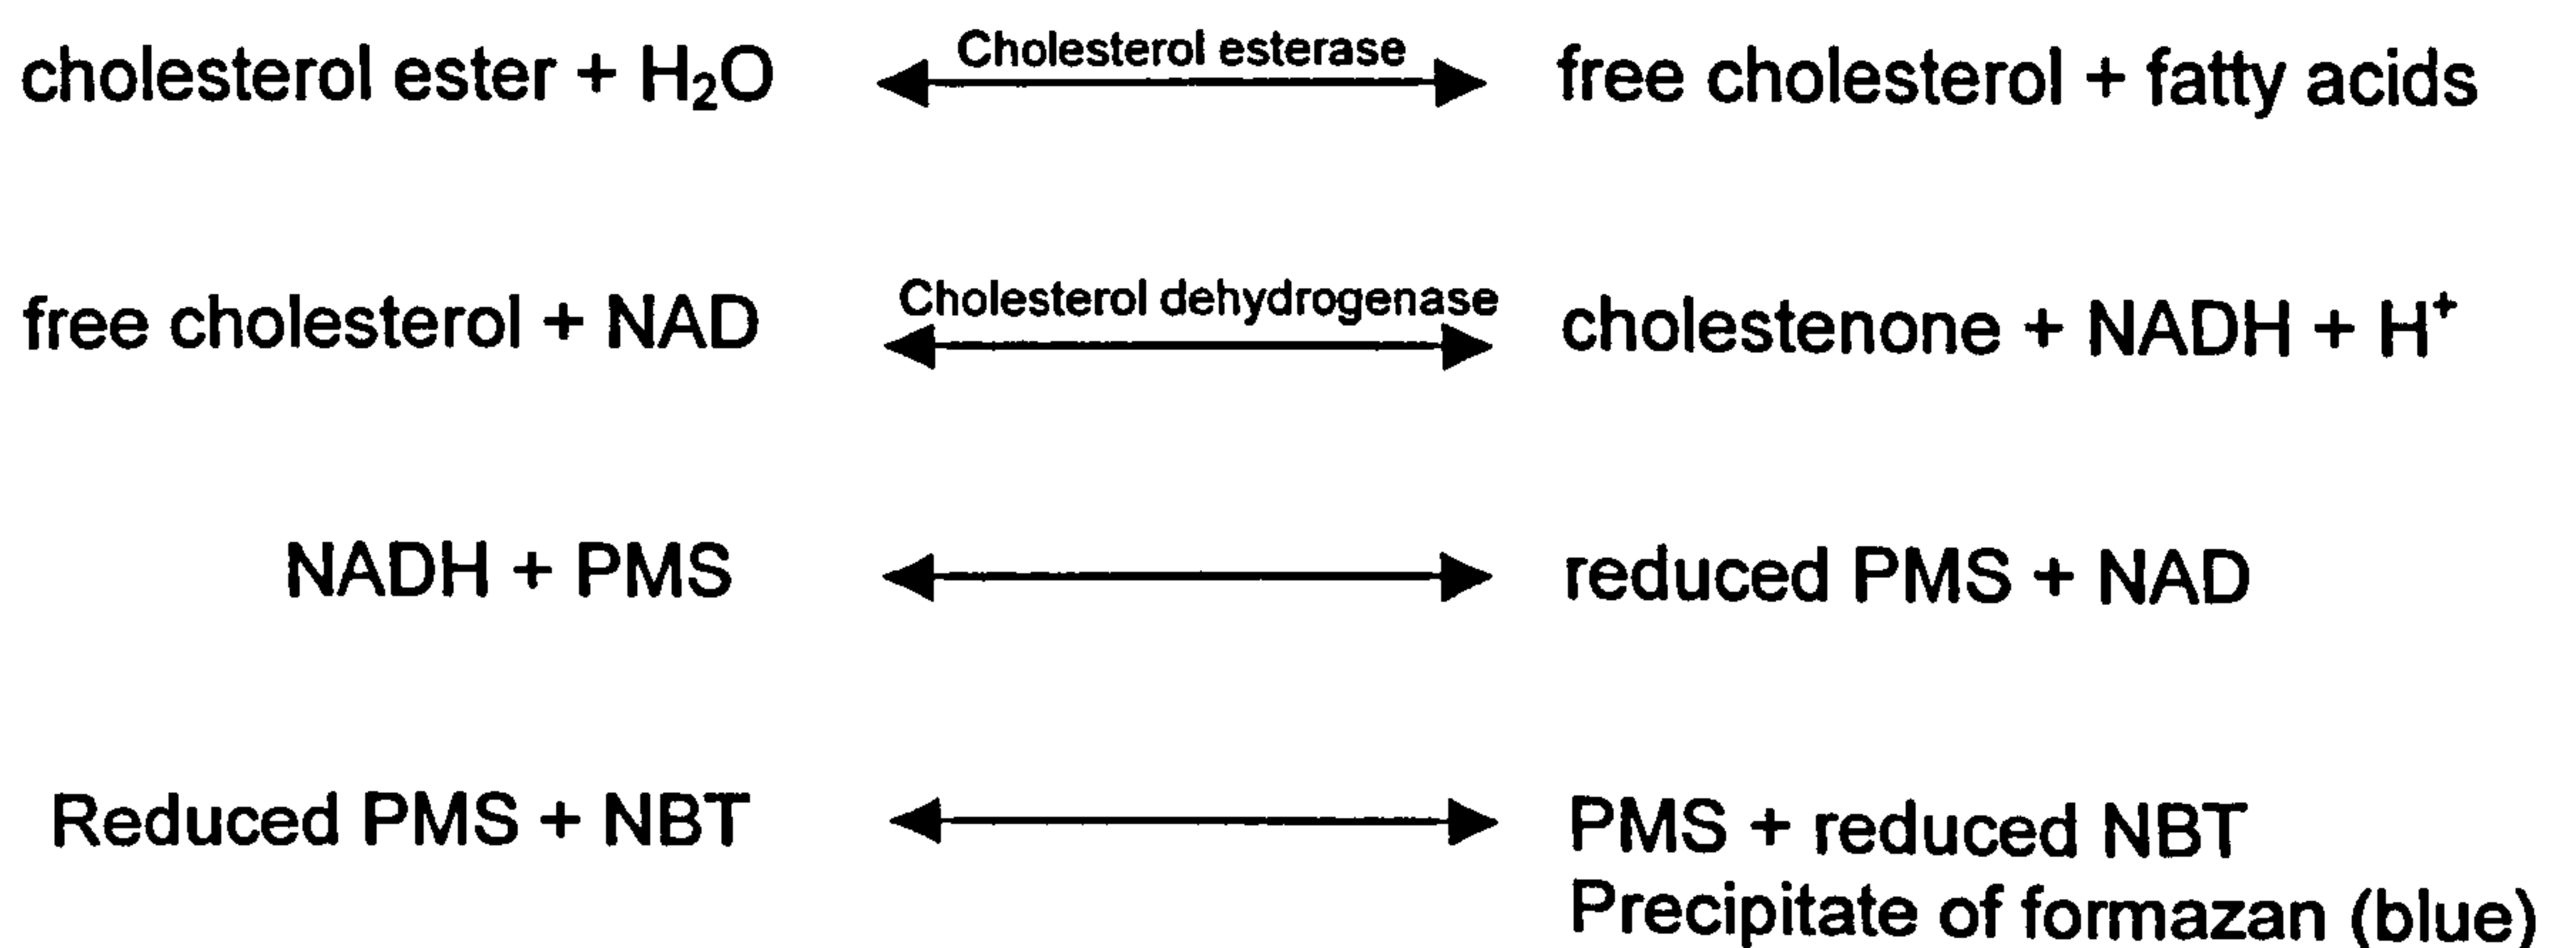 cholesterol ester + H₂O Cholesterol esterase free cholesterol + fatty acids
free cholesterol + NAD Cholesterol dehydrogenase cholestenone + NADH + H⁺
NADH + PMS reduced PMS + NAD
Reduced PMS + NBT PMS + reduced NBT
Precipitate of formazan (blue)